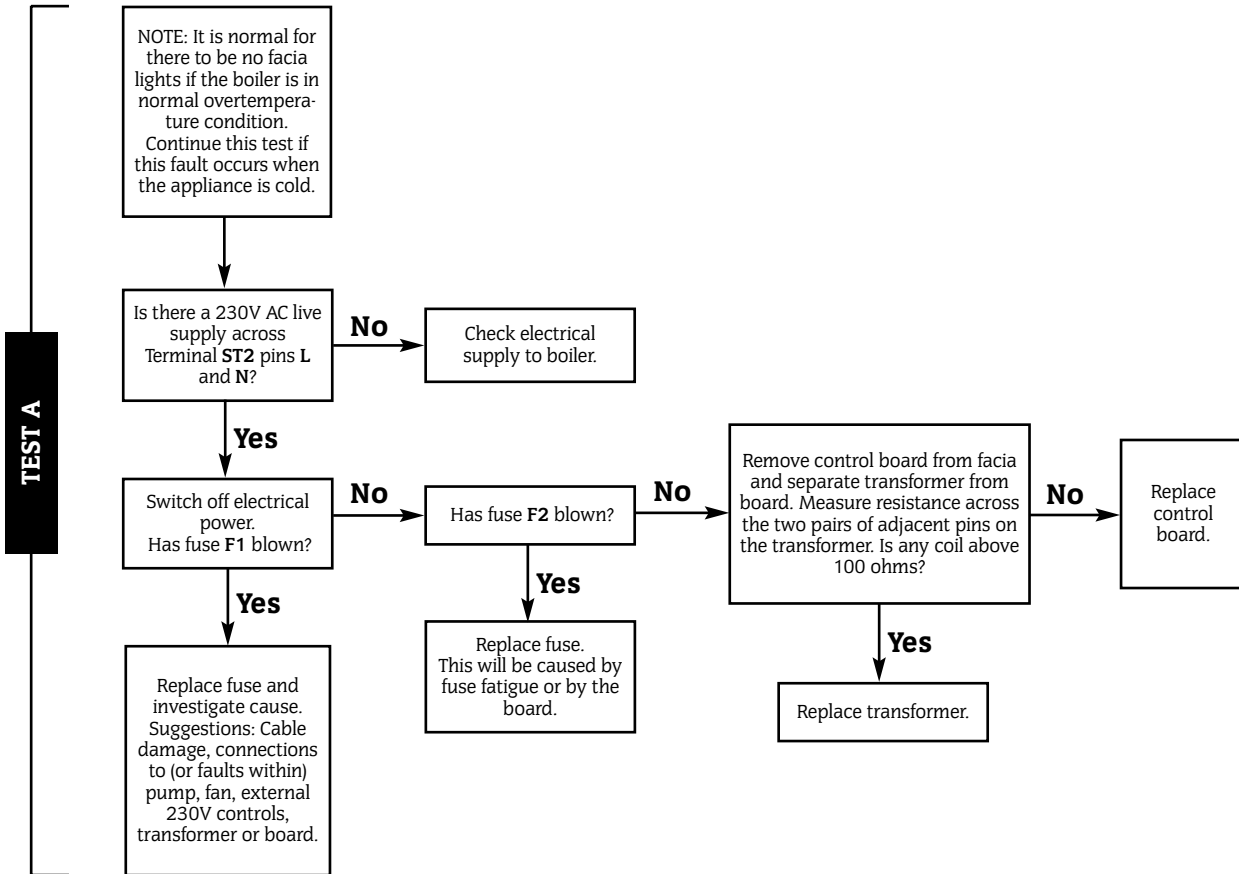 TEST A
NOTE: It is normal for
there to be no facia
lights if the boiler is in
normal overtempera-
ture condition.
Continue this test if
this fault occurs when
the appliance is cold.
Is there a 230V AC live
supply across
Terminal ST2 pins L
and N?
No
Check electrical
supply to boiler.
Yes
Switch off electrical
power.
Has fuse F1 blown?
No
Has fuse F2 blown?
No
Remove control board from facia
and separate transformer from
board. Measure resistance across
the two pairs of adjacent pins on
the transformer. Is any coil above
100 ohms?
No
Replace
control
board.
Yes
Replace fuse and
investigate cause.
Suggestions: Cable
damage, connections
to (or faults within)
pump, fan, external
230V controls,
transformer or board.
Yes
Replace fuse.
This will be caused by
fuse fatigue or by the
board.
Yes
Replace transformer.